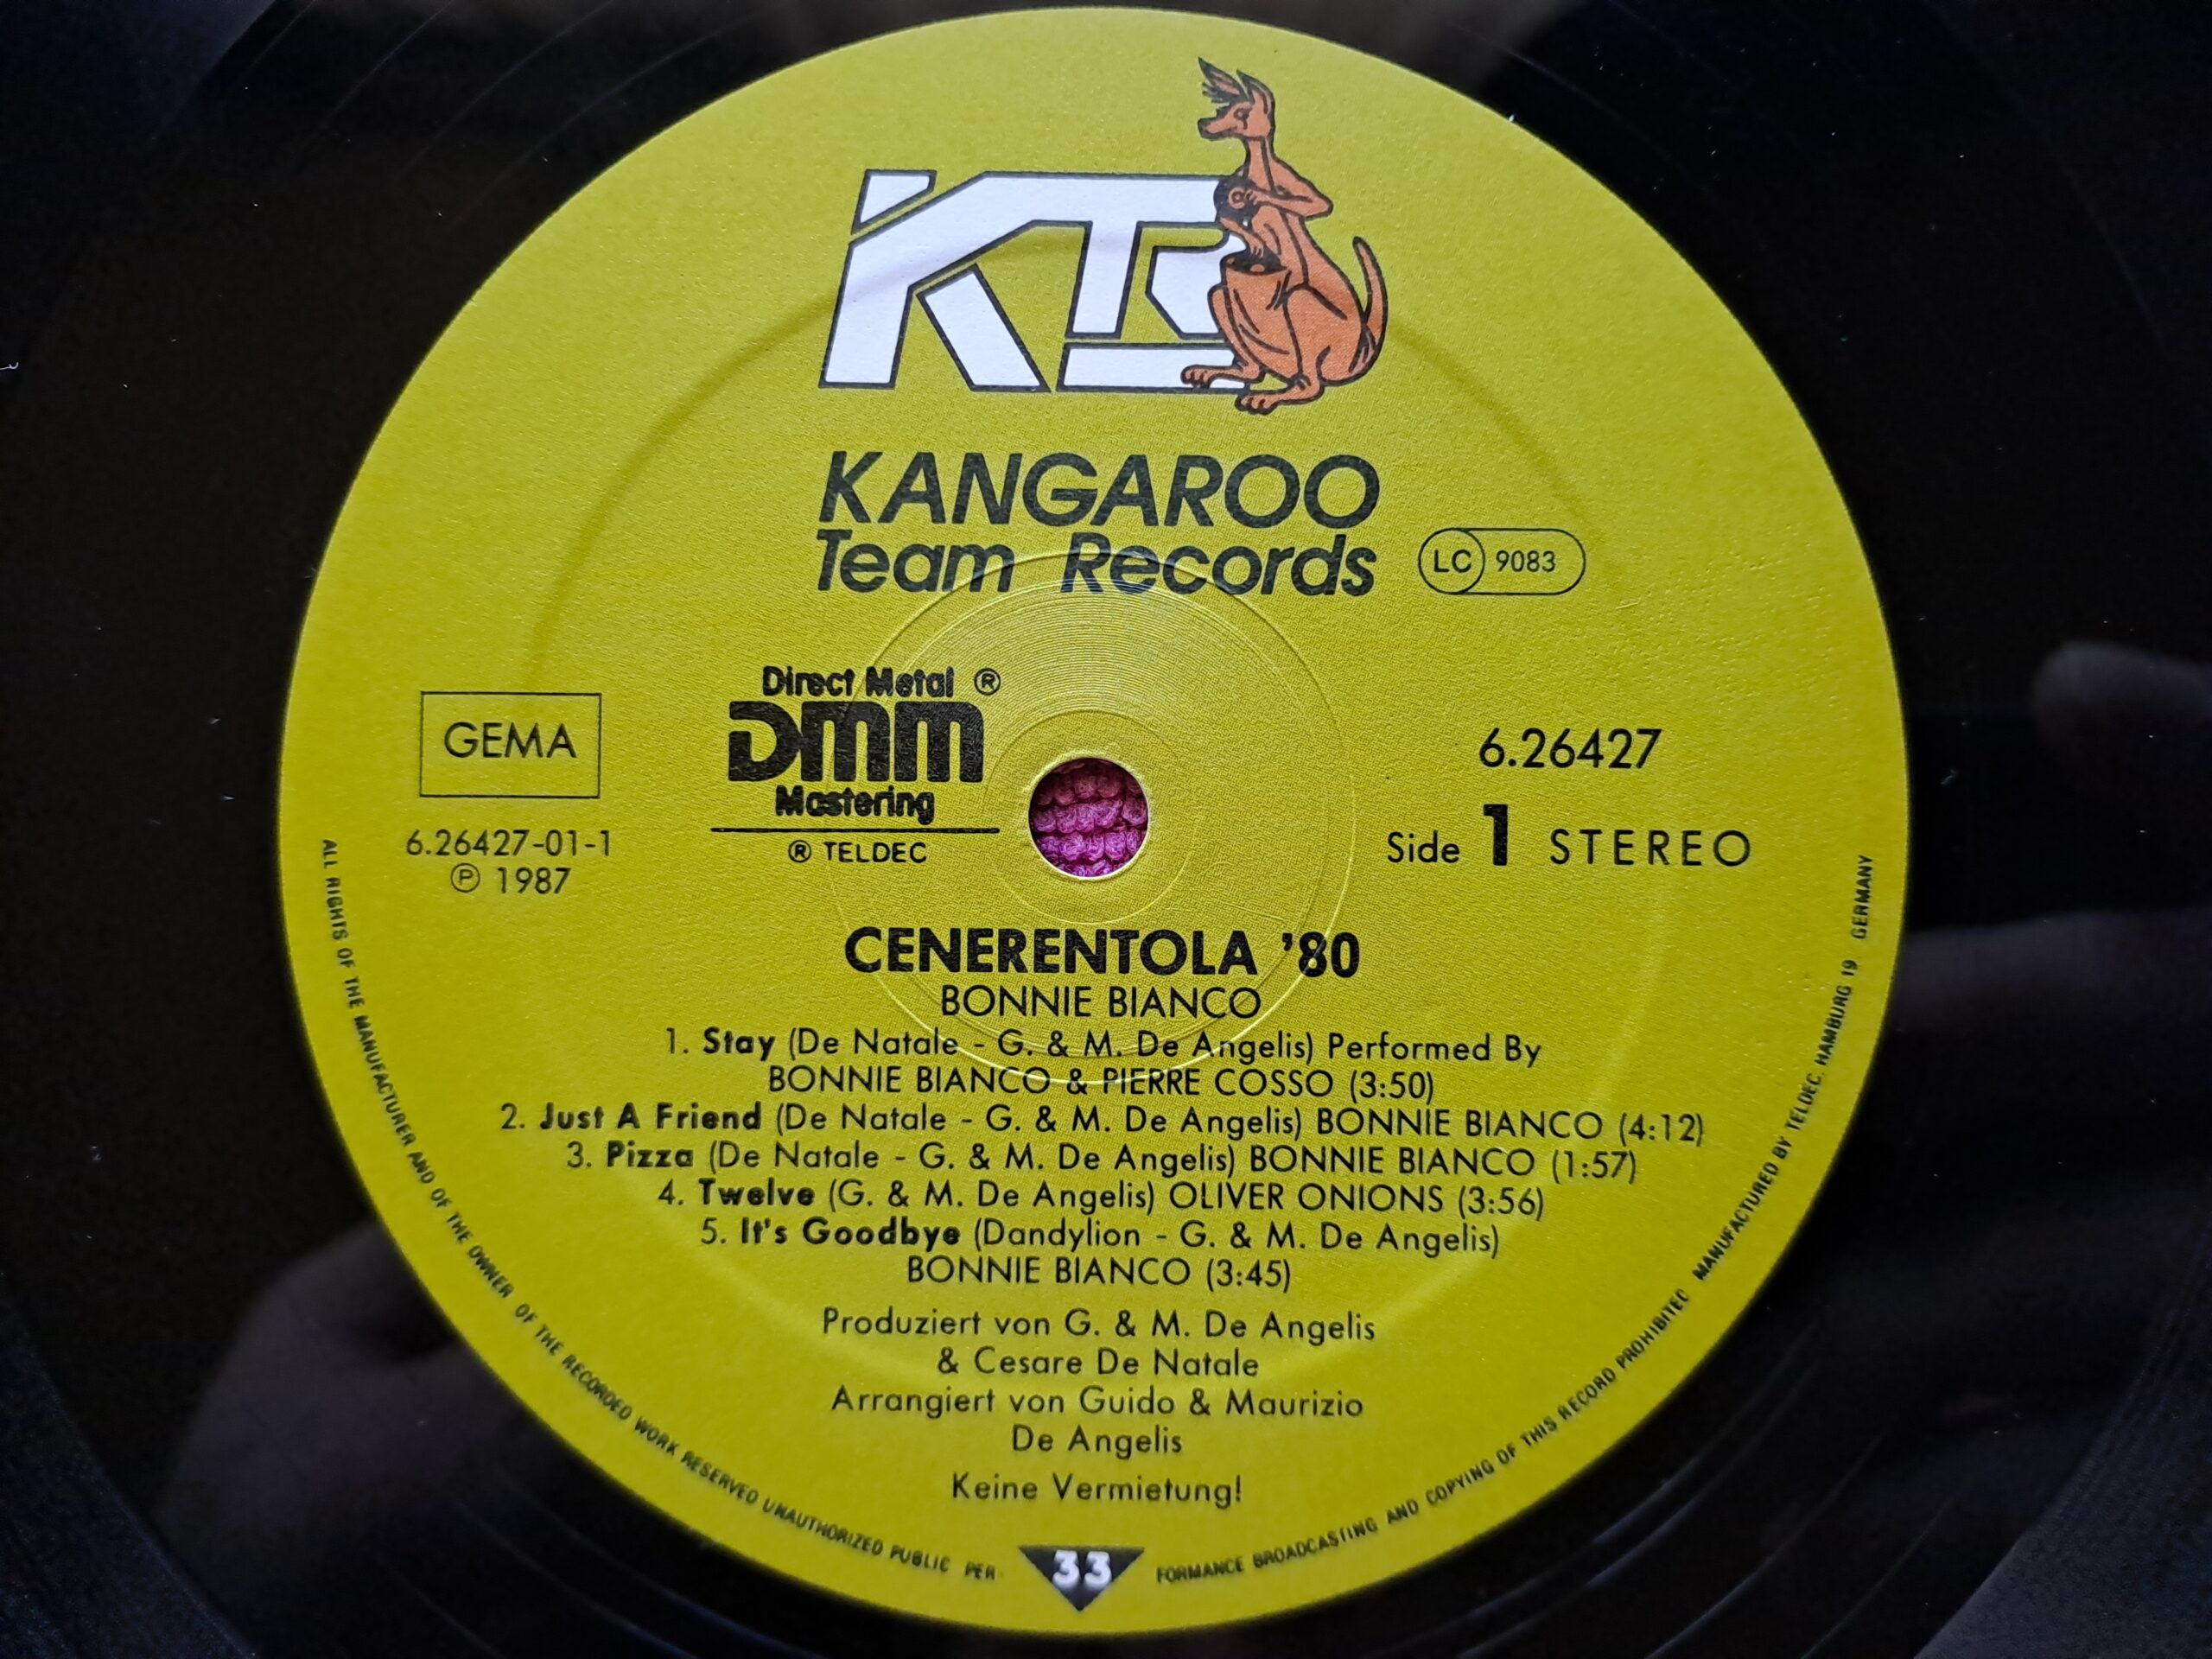 KTR
KANGAROO
Team Records
LC 9083
Direct Metal ®
DMM
Mastering
® TELDEC
GEMA
6.26427-01-1
℗ 1987
6.26427
Side 1 STEREO
CENERENTOLA '80
BONNIE BIANCO
1. Stay (De Natale - G. & M. De Angelis) Performed By
BONNIE BIANCO & PIERRE COSSO (3:50)
2. Just A Friend (De Natale - G. & M. De Angelis) BONNIE BIANCO (4:12)
3. Pizza (De Natale - G. & M. De Angelis) BONNIE BIANCO (1:57)
4. Twelve (G. & M. De Angelis) OLIVER ONIONS (3:56)
5. It's Goodbye (Dandylion - G. & M. De Angelis)
BONNIE BIANCO (3:45)
Produziert von G. & M. De Angelis
& Cesare De Natale
Arrangiert von Guido & Maurizio
De Angelis
Keine Vermietung!
33
ALL RIGHTS OF THE MANUFACTURER AND OF THE OWNER OF THE RECORDED WORK RESERVED UNAUTHORIZED PUBLIC PERFORMANCE BROADCASTING AND COPYING OF THIS RECORD PROHIBITED MANUFACTURED BY TELDEC, HAMBURG 19 GERMANY